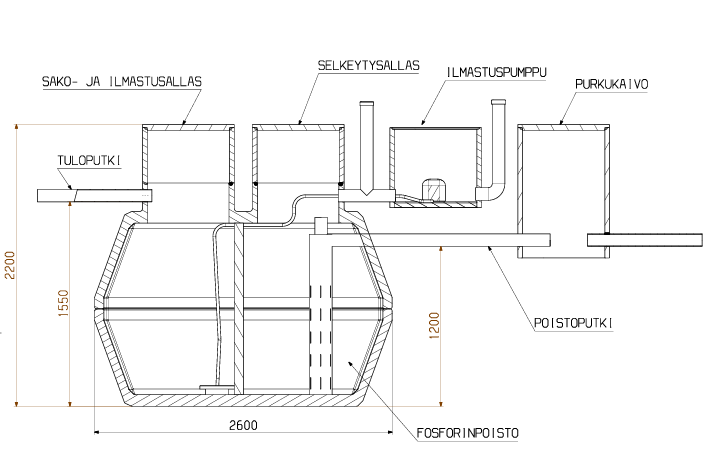 SELKEYTYSALLAS
ILMASTUSPUMPPU
SAKO- JA ILMASTUSALLAS
PURKUKAIVO
TULOPUTKI
2200
1550
1200
POISTOPUTKI
2600
FOSFORINPOISTO